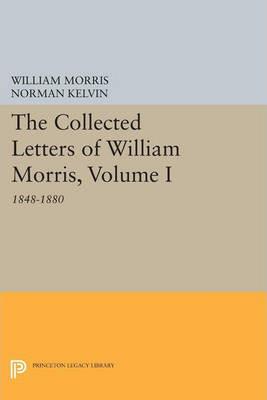 WILLIAM MORRIS
NORMAN KELVIN
The Collected
Letters of William
Morris, Volume I
1848-1880
PRINCETON LEGACY LIBRARY